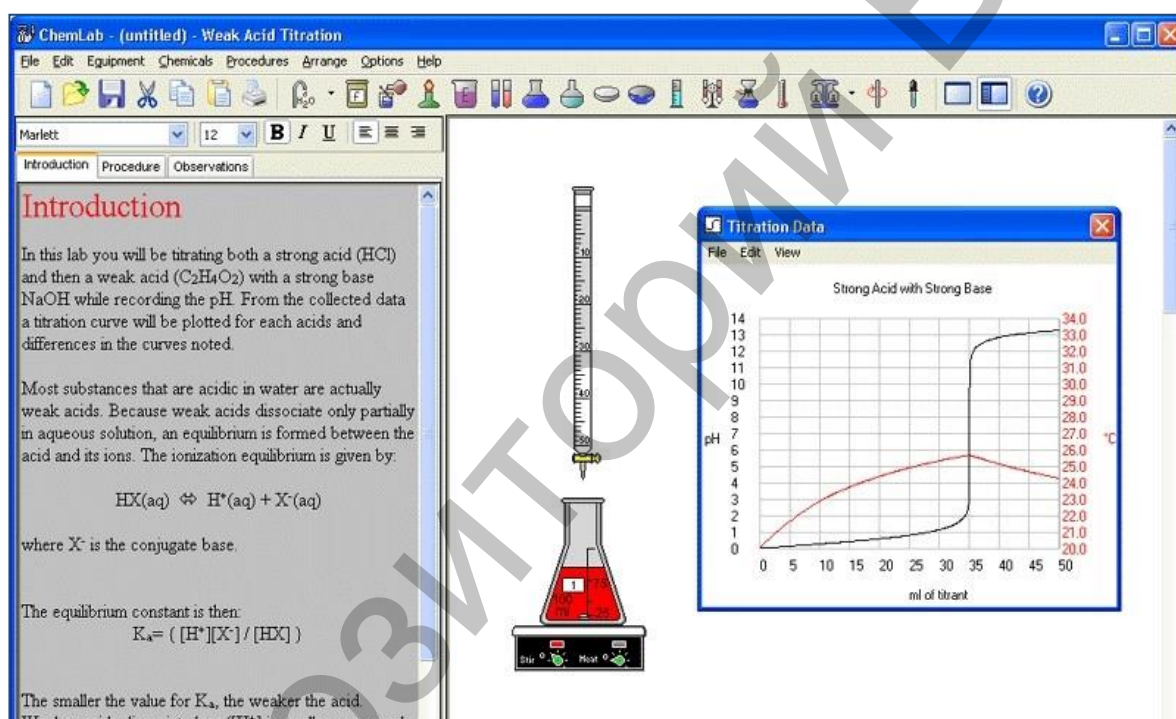 ChemLab - (untitled) - Weak Acid Titration
File Edit Equipment Chemicals Procedures Arrange Options Help
Marlett 12 B I U
Introduction Procedure Observations
Introduction
In this lab you will be titrating both a strong acid (HCl)
and then a weak acid (C2H4O2) with a strong base
NaOH while recording the pH. From the collected data
a titration curve will be plotted for each acids and
differences in the curves noted.
Most substances that are acidic in water are actually
weak acids. Because weak acids dissociate only partially
in aqueous solution, an equilibrium is formed between the
acid and its ions. The ionization equilibrium is given by:
HX(aq) ⇔ H⁺(aq) + X⁻(aq)
where X⁻ is the conjugate base.
The equilibrium constant is then:
Kₐ= ( [H⁺][X⁻] / [HX] )
The smaller the value for Kₐ, the weaker the acid.
10
20
30
40
50
1
75
100
ml
25
Stir Heat
Titration Data
File Edit View
Strong Acid with Strong Base
14 34.0
13 33.0
12 32.0
11 31.0
10 30.0
9 29.0
8 28.0
pH 7 27.0 °C
6 26.0
5 25.0
4 24.0
3 23.0
2 22.0
1 21.0
0 20.0
0 5 10 15 20 25 30 35 40 45 50
ml of titrant